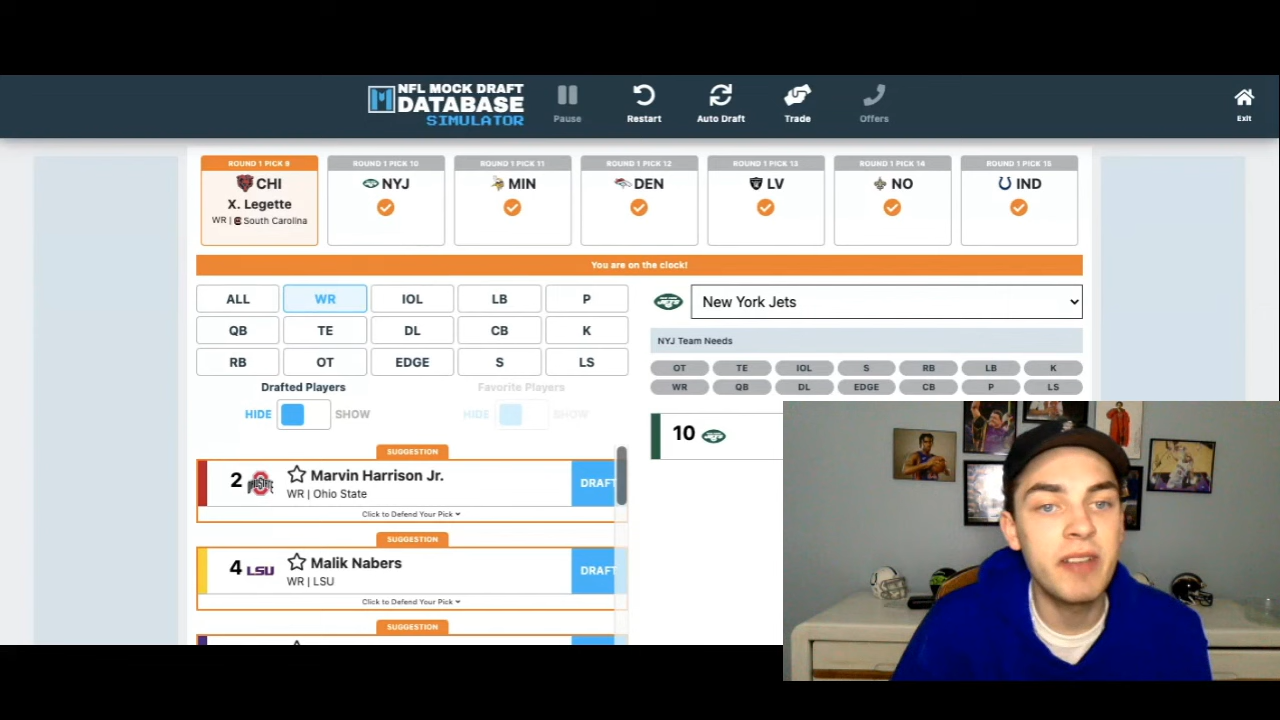 NFL MOCK DRAFT
DATABASE
SIMULATOR
Pause
Restart
Auto Draft
Trade
Offers
Exit
ROUND 1 PICK 9
CHI
X. Legette
WR | South Carolina
ROUND 1 PICK 10
NYJ
ROUND 1 PICK 11
MIN
ROUND 1 PICK 12
DEN
ROUND 1 PICK 13
LV
ROUND 1 PICK 14
NO
ROUND 1 PICK 15
IND
You are on the clock!
ALL WR IOL LB P
QB TE DL CB K
RB OT EDGE S LS
Drafted Players
HIDE SHOW
Favorite Players
HIDE SHOW
SUGGESTION
2 OHIO STATE Marvin Harrison Jr.
WR | Ohio State
DRAFT
Click to Defend Your Pick
SUGGESTION
4 LSU Malik Nabers
WR | LSU
DRAFT
Click to Defend Your Pick
SUGGESTION
New York Jets
NYJ Team Needs
OT TE IOL S RB LB K
WR QB DL EDGE CB P LS
10